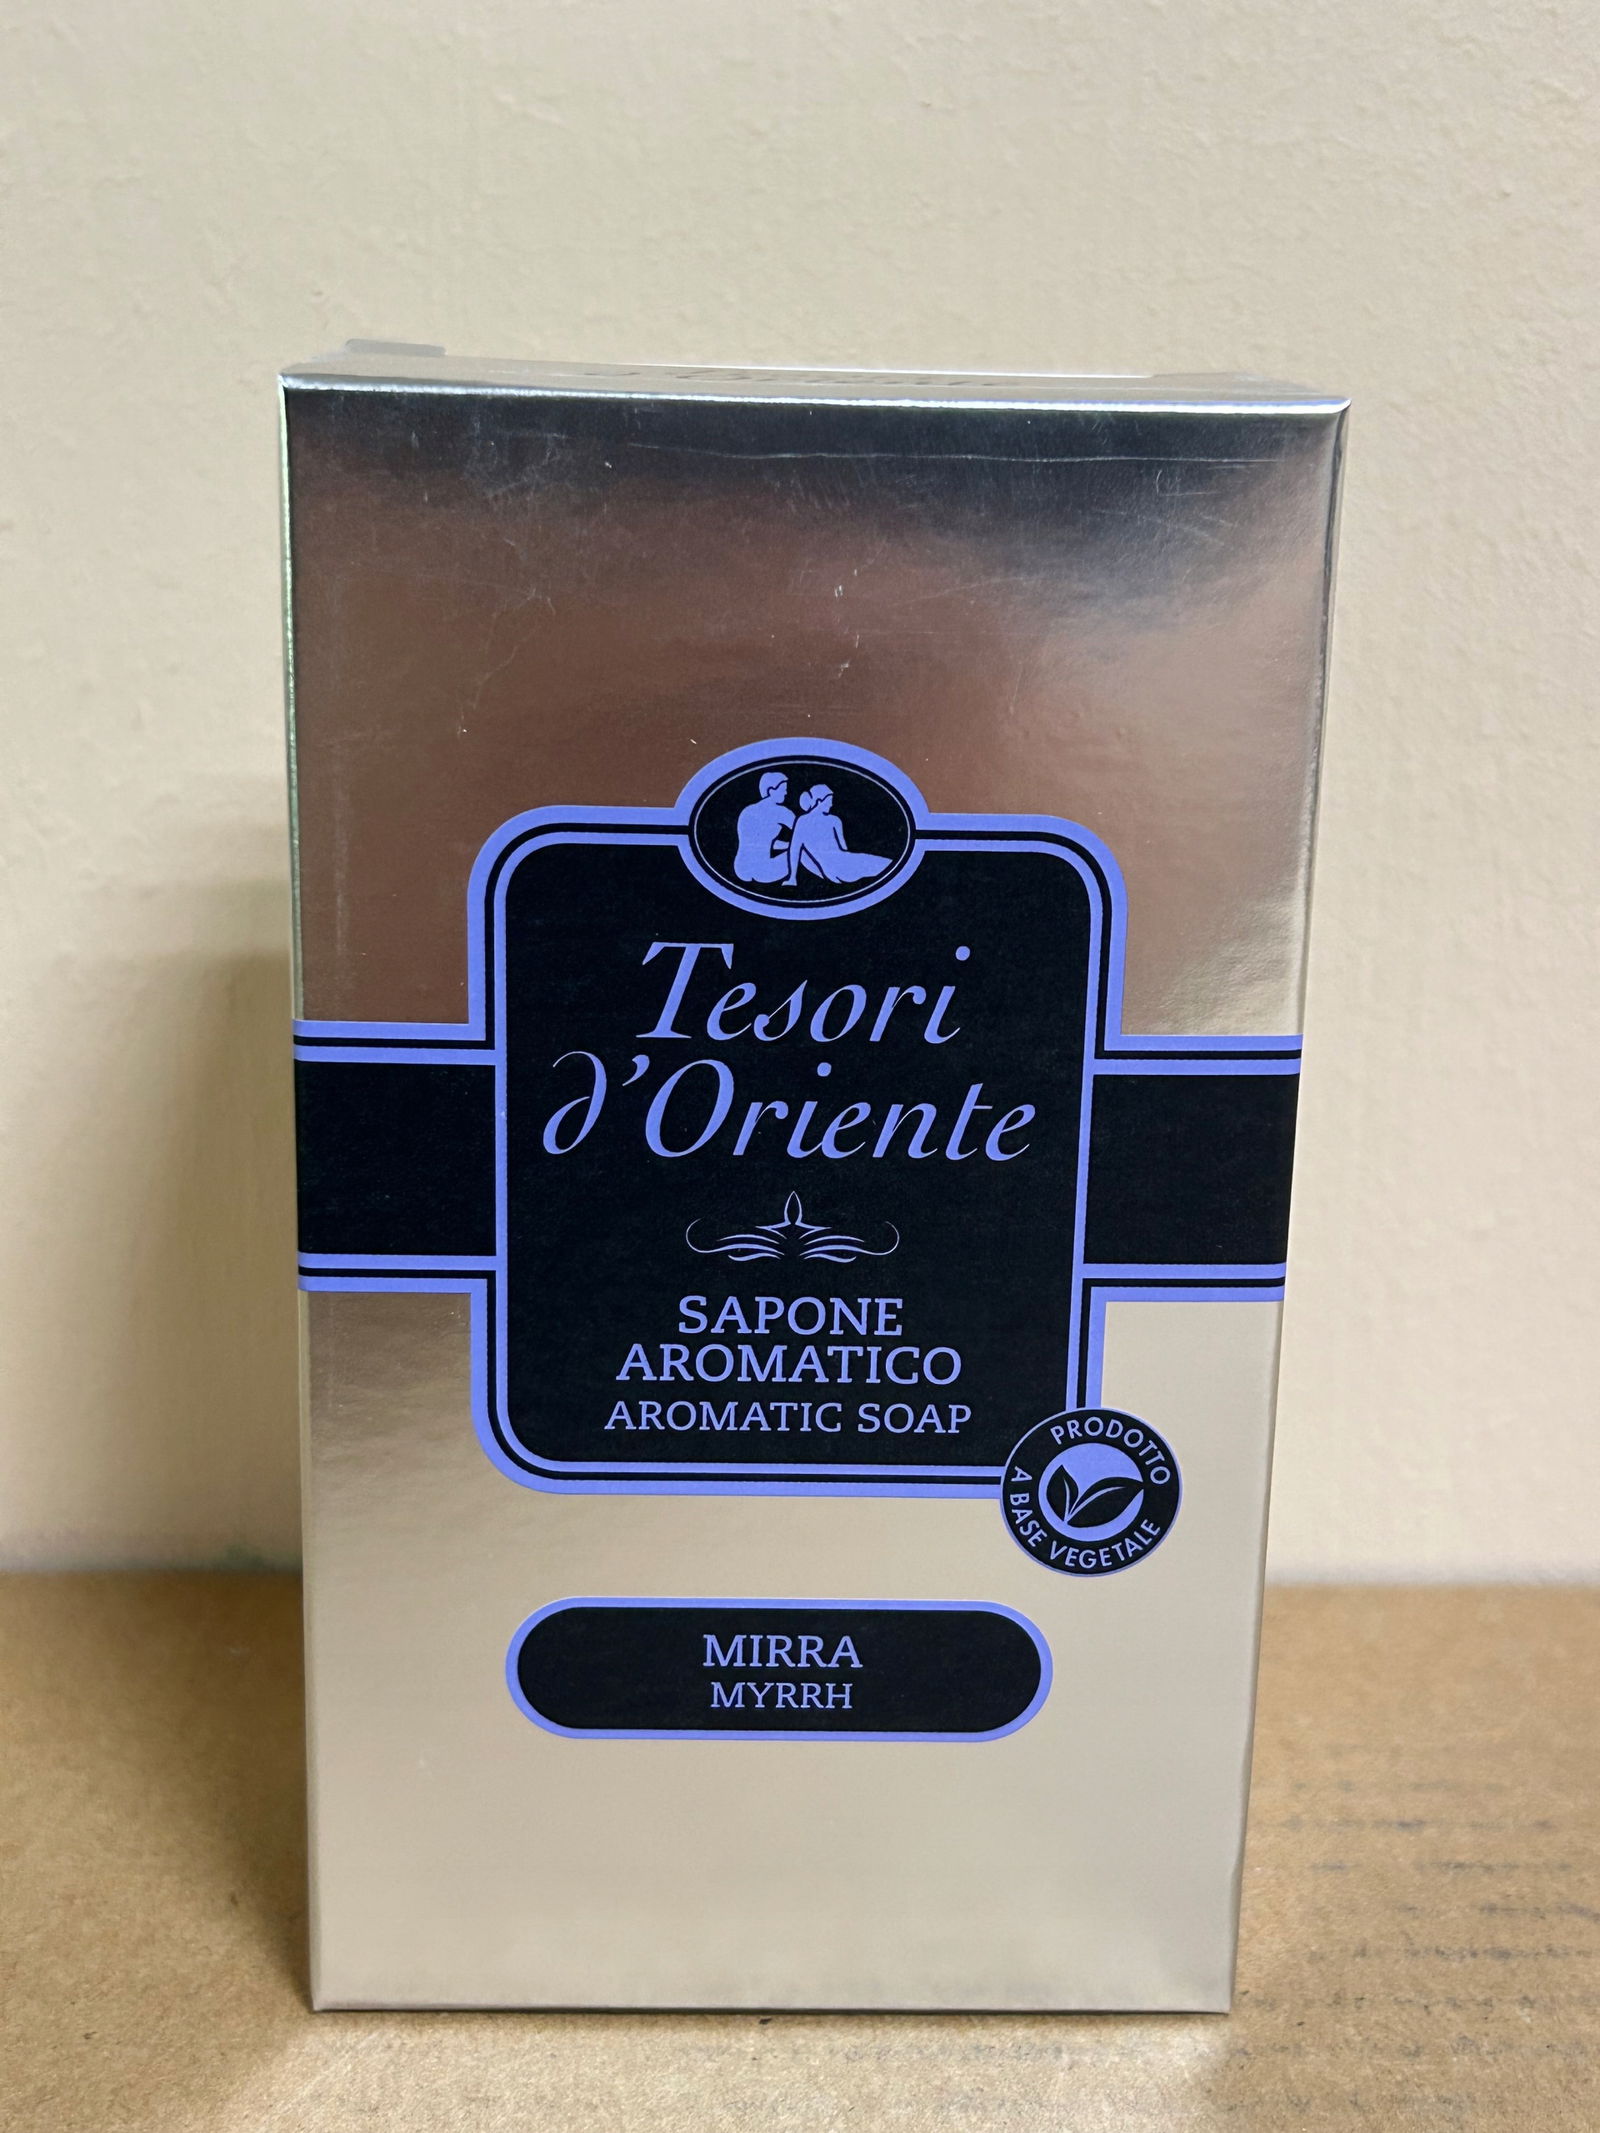 Tesori
d'Oriente
SAPONE
AROMATICO
AROMATIC SOAP
PRODOTTO
A BASE VEGETALE
MIRRA
MYRRH